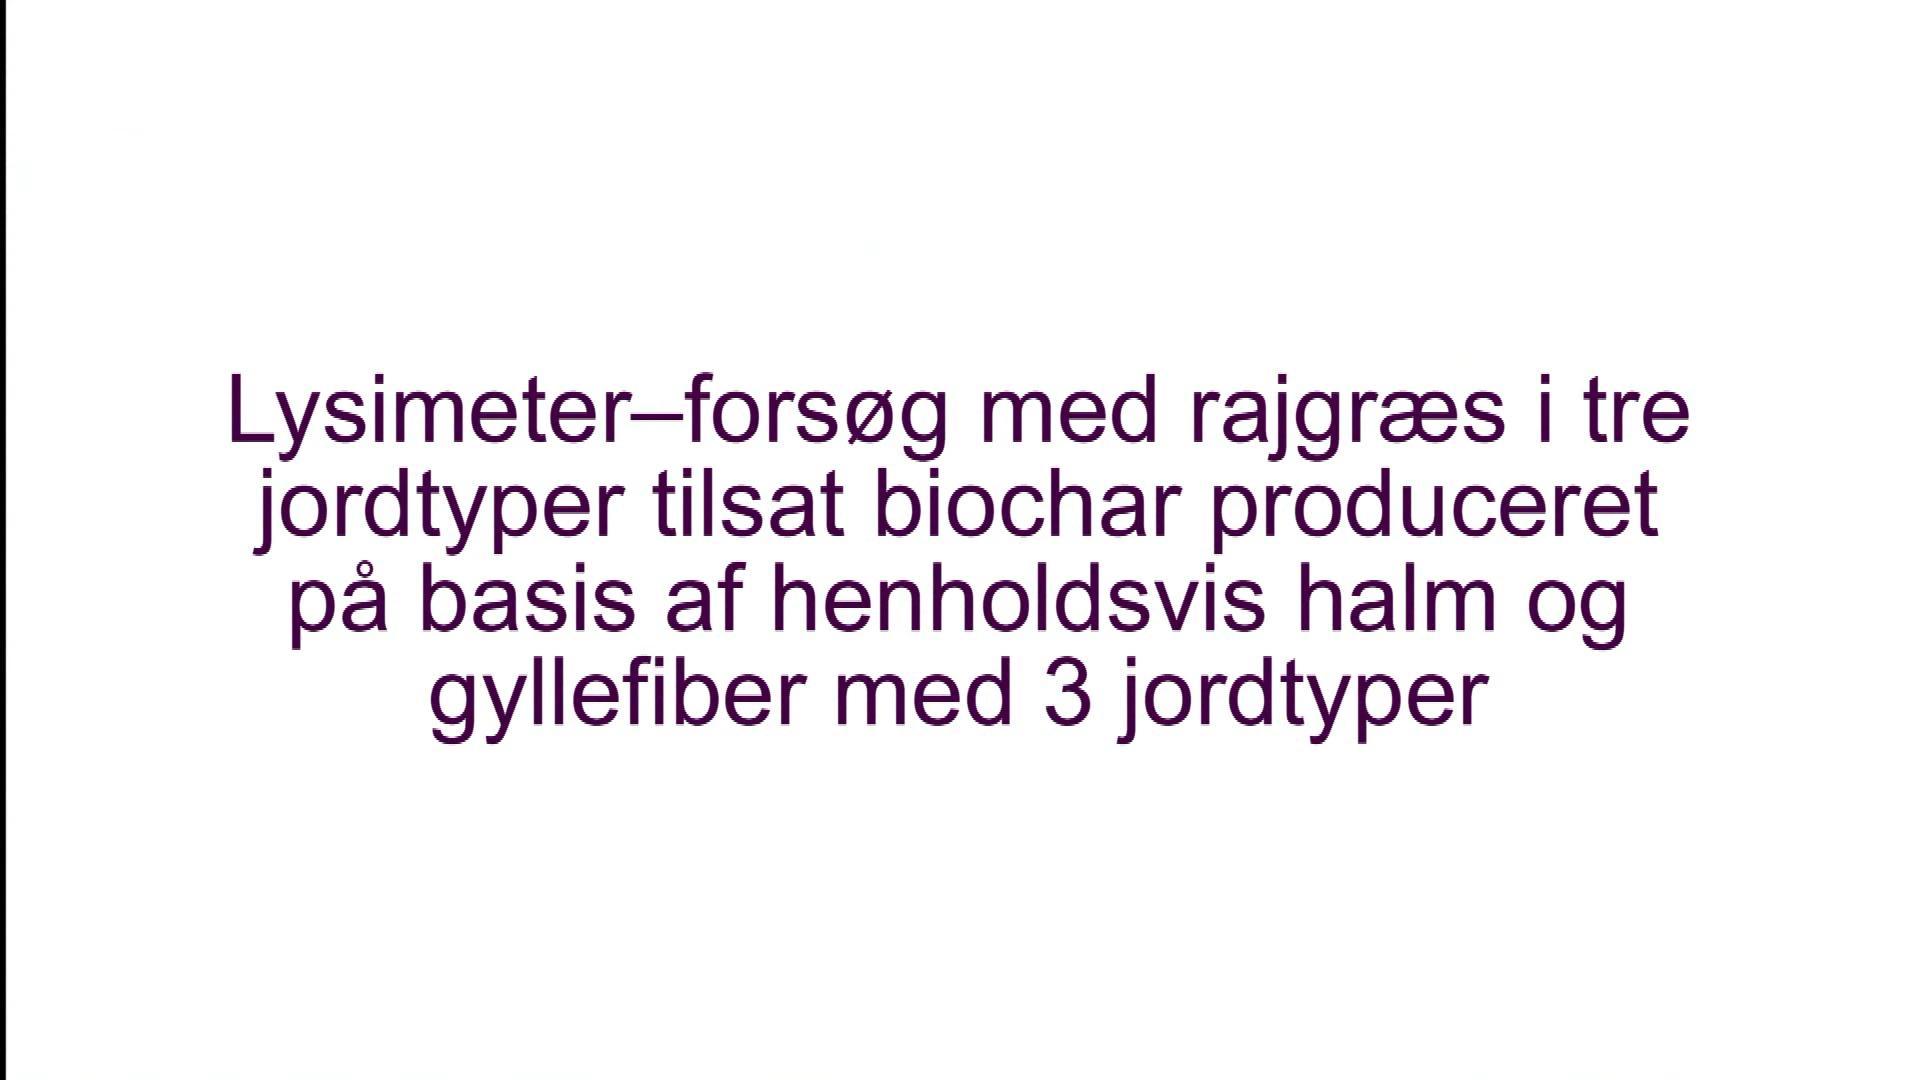 Lysimeter–forsøg med rajgræs i tre
jordtyper tilsat biochar produceret
på basis af henholdsvis halm og
gyllefiber med 3 jordtyper